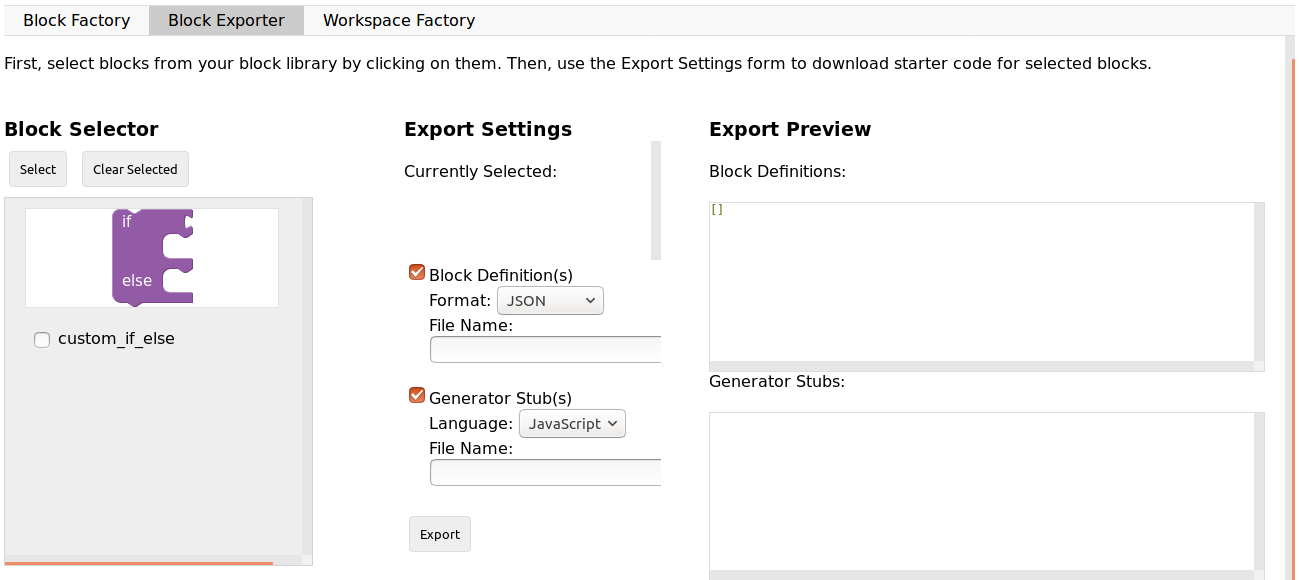 Block Factory Block Exporter Workspace Factory
First, select blocks from your block library by clicking on them. Then, use the Export Settings form to download starter code for selected blocks.
Block Selector
Select Clear Selected
if
else
custom_if_else
Export Settings
Currently Selected:
Block Definition(s)
Format: JSON
File Name:
Generator Stub(s)
Language: JavaScript
File Name:
Export
Export Preview
Block Definitions:
[]
Generator Stubs: